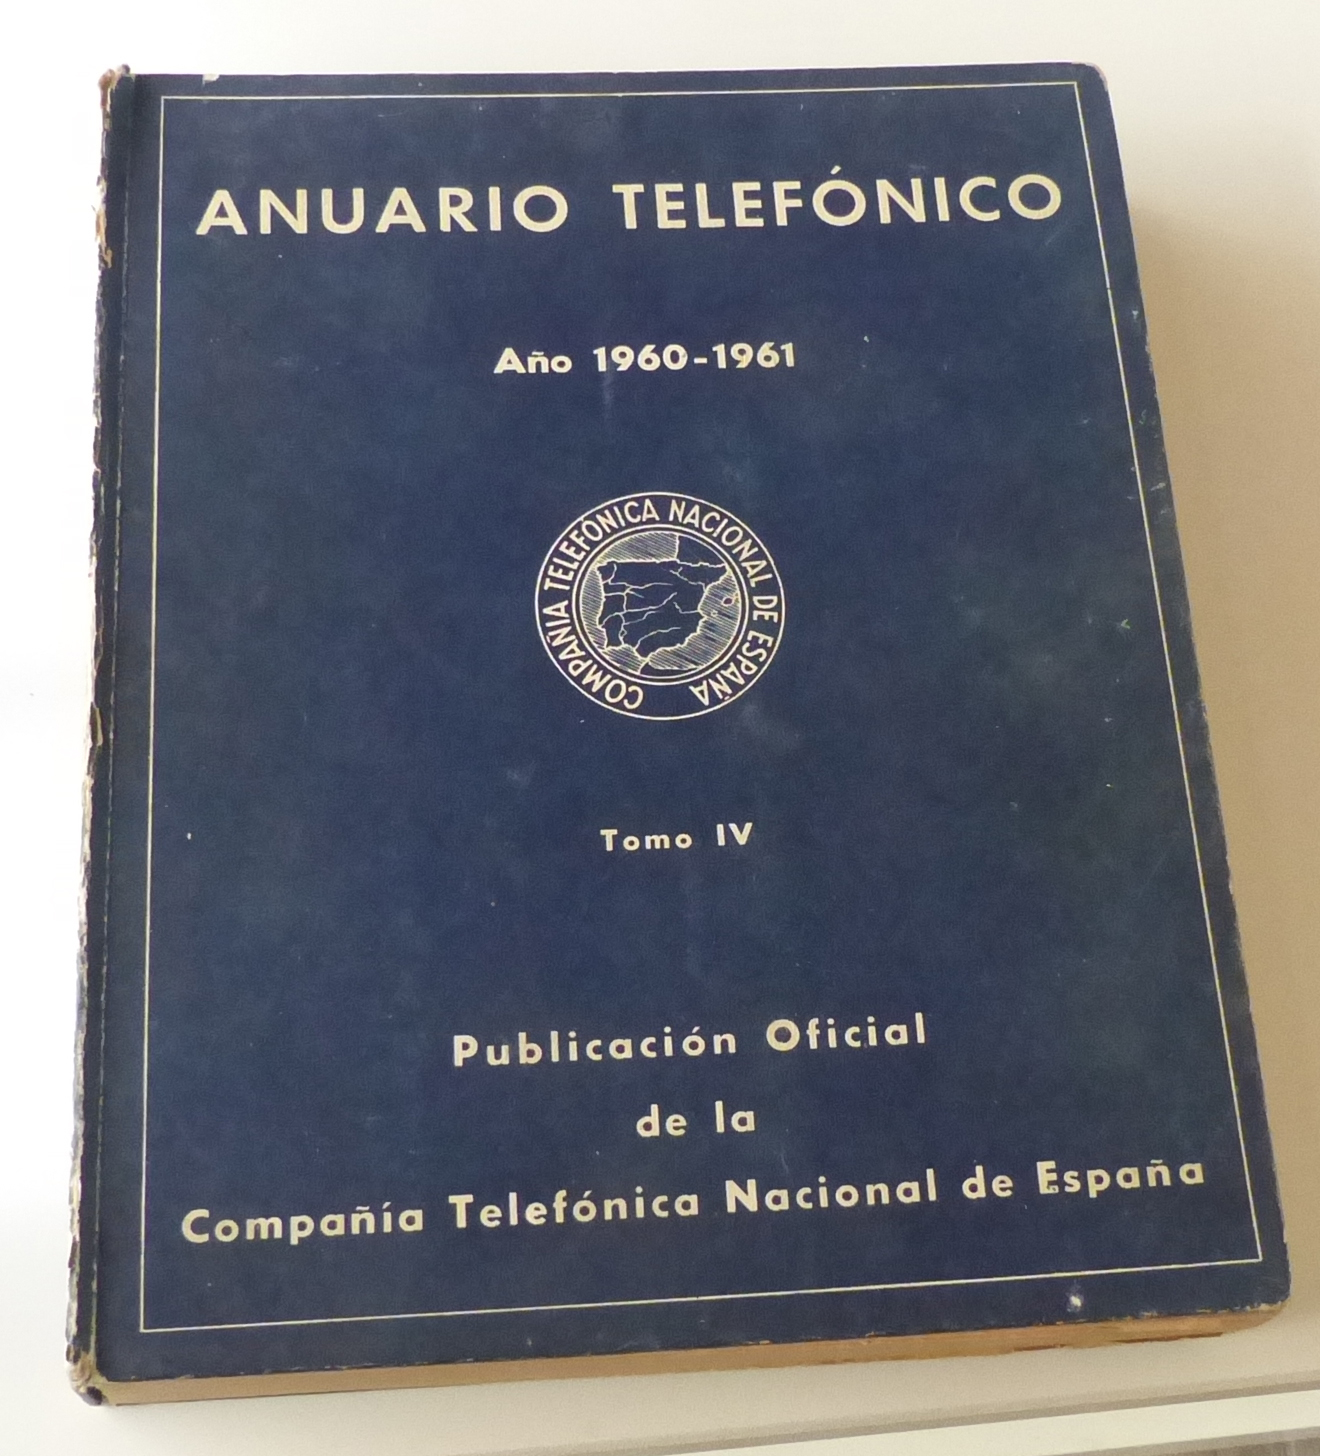 ANUARIO TELEFÓNICO
Año 1960-1961
COMPAÑIA TELEFÓNICA NACIONAL DE ESPAÑA
Tomo IV
Publicación Oficial
de la
Compañía Telefónica Nacional de España